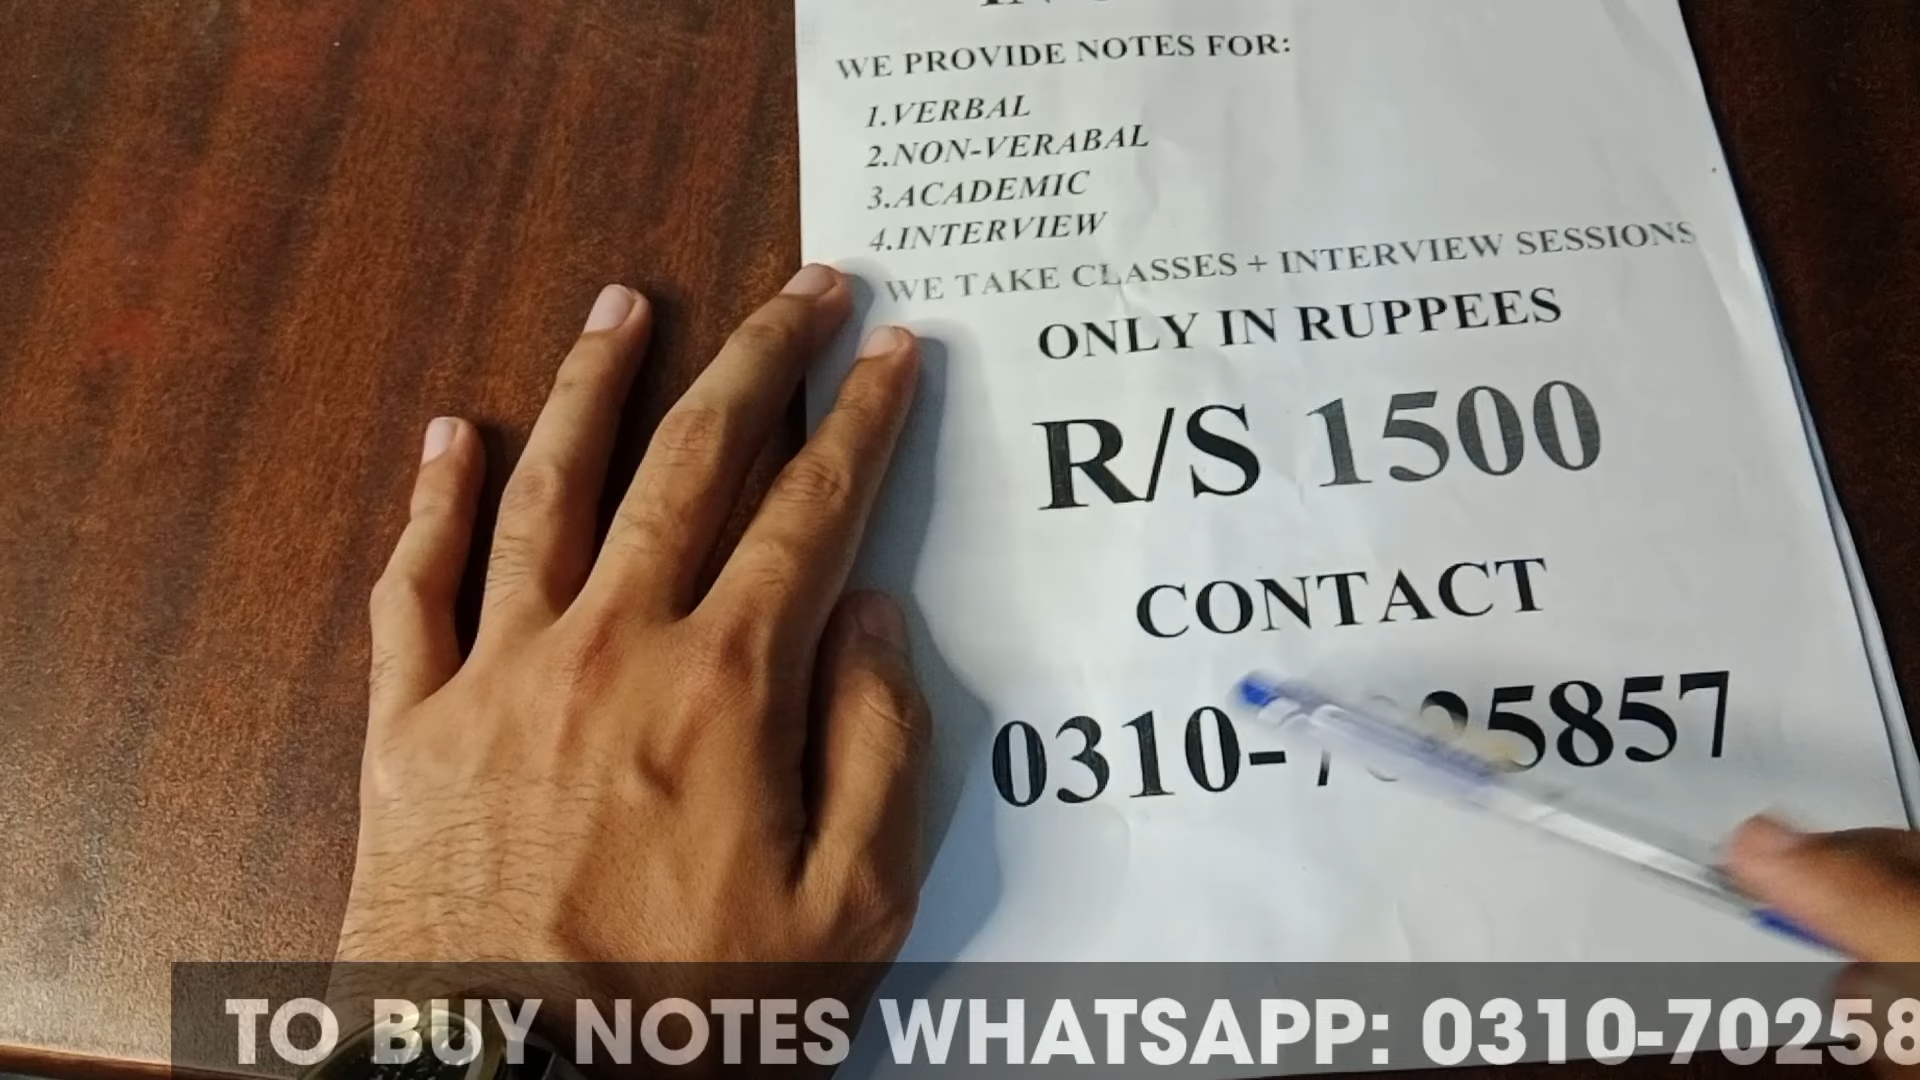 WE PROVIDE NOTES FOR:
1.VERBAL
2.NON-VERABAL
3.ACADEMIC
4.INTERVIEW
WE TAKE CLASSES + INTERVIEW SESSIONS
ONLY IN RUPPEES
R/S 1500
CONTACT
0310-7025857
TO BUY NOTES WHATSAPP: 0310-70258